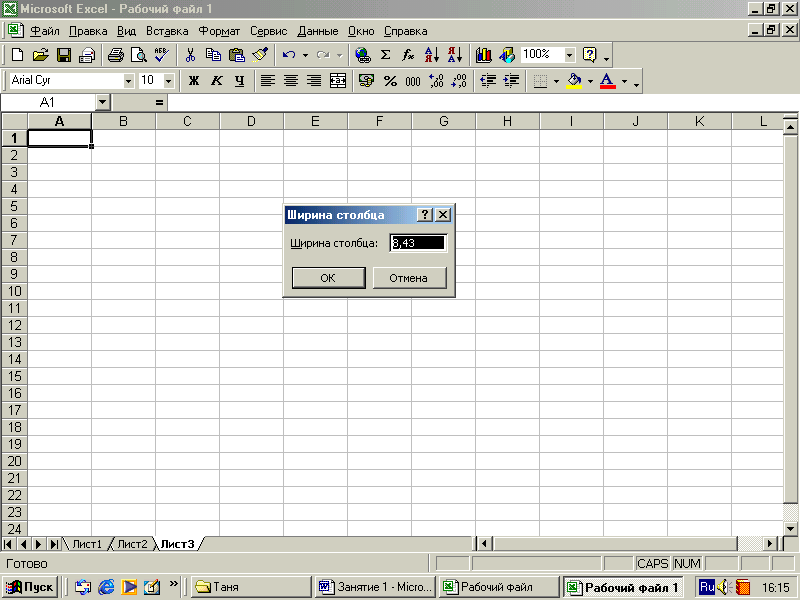 Microsoft Excel - Рабочий файл 1
Файл Правка Вид Вставка Формат Сервис Данные Окно Справка
100%
Arial Cyr 10 Ж К Ч % 000
A1 =
A B C D E F G H I J K L
1
2
3
4
5
6
7
8
9
10
11
12
13
14
15
16
17
18
19
20
21
22
23
24
Ширина столбца
Ширина столбца: 8,43
ОК Отмена
Лист1 Лист2 Лист3
Готово CAPS NUM
Пуск » Таня Занятие 1 - Micro... Рабочий файл Рабочий файл 1 Ru 16:15